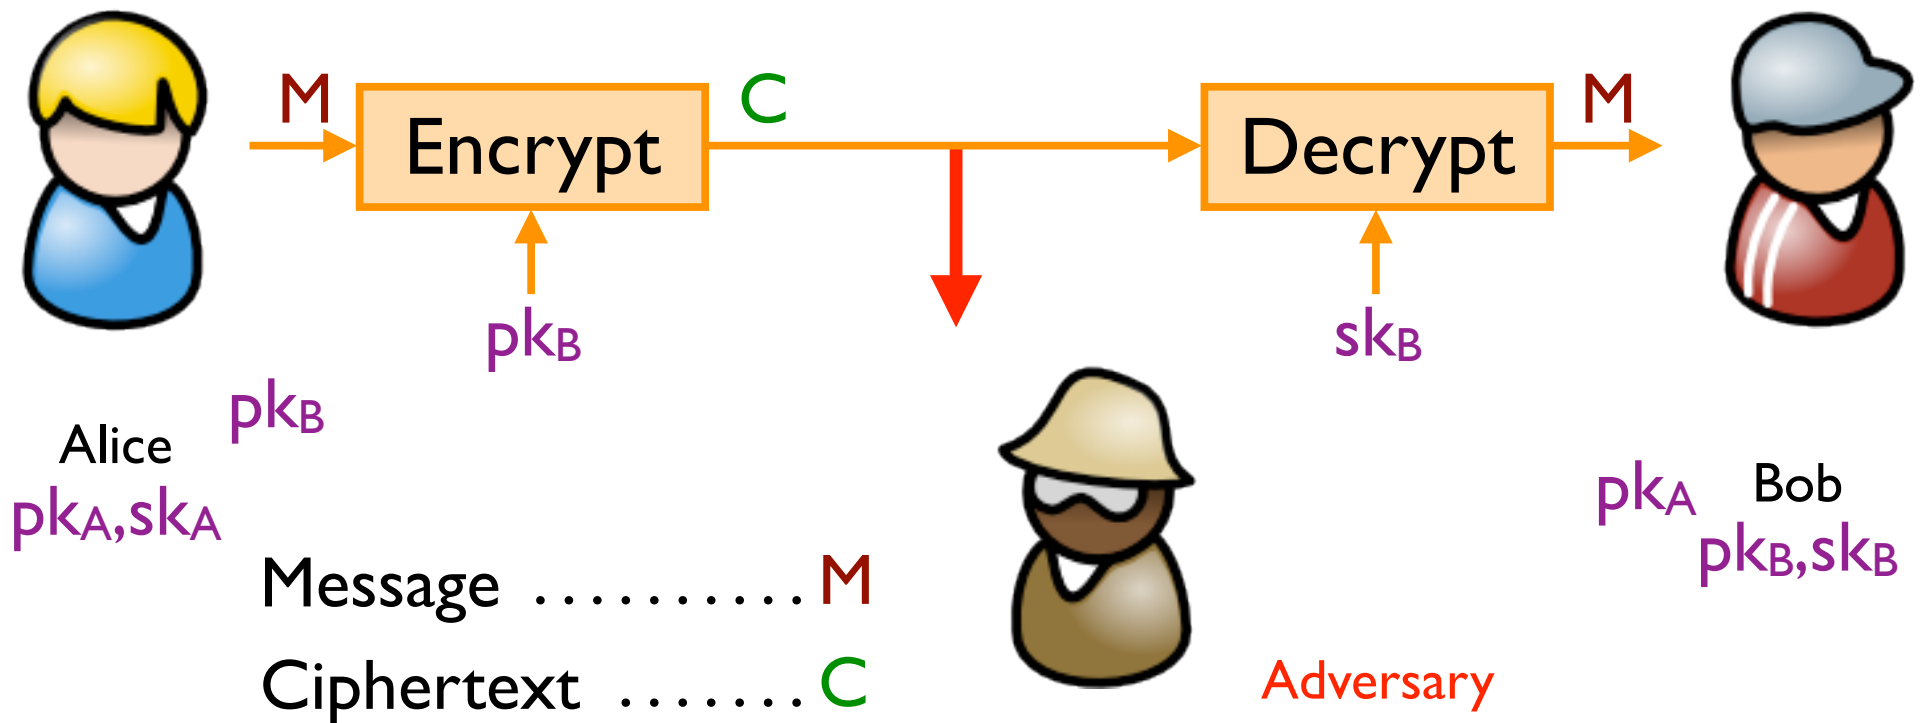 M
Encrypt
C
Decrypt
M
pkB
skB
pkB
Alice
pkA,skA
pkA
Bob
pkB,skB
Message .......... M
Ciphertext ....... C
Adversary